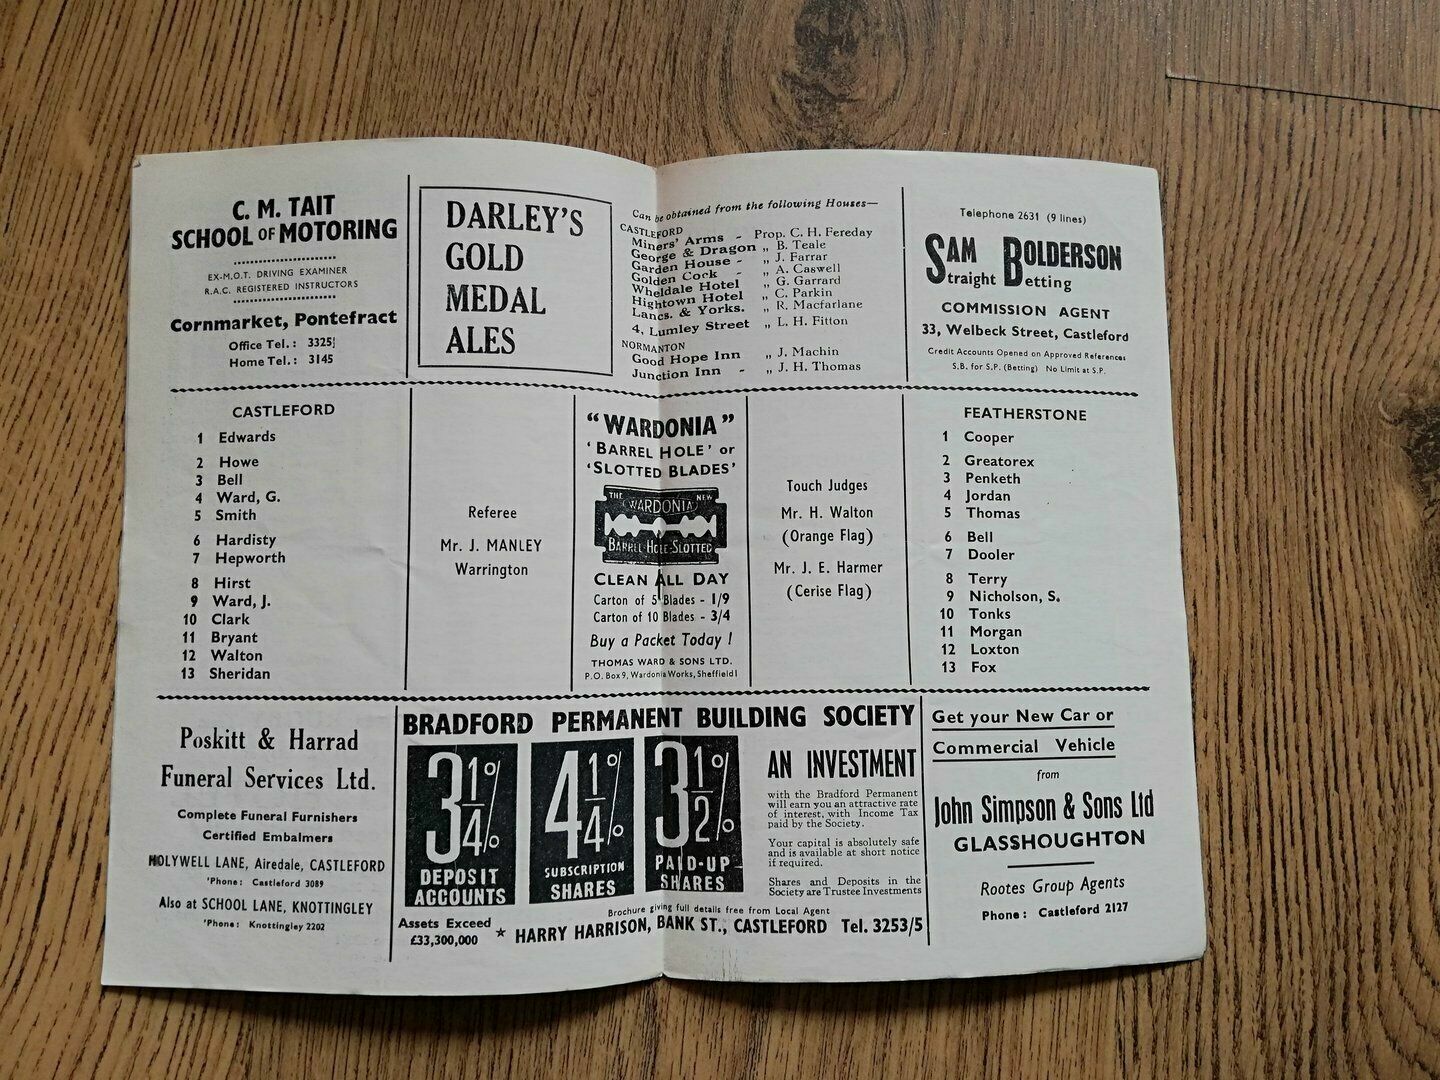 C. M. TAIT
SCHOOL OF MOTORING
EX-M.O.T. DRIVING EXAMINER
R.A.C. REGISTERED INSTRUCTORS
Cornmarket, Pontefract
Office Tel.: 3325
Home Tel.: 3145
DARLEY'S
GOLD
MEDAL
ALES
Can be obtained from the following Houses—
CASTLEFORD
Miners' Arms - Prop. C. H. Fereday
George & Dragon „ B. Teale
Garden House - „ J. Farrar
Golden Cock - „ A. Caswell
Wheldale Hotel „ G. Garrard
Hightown Hotel „ C. Parkin
Lancs. & Yorks. „ R. Macfarlane
4, Lumley Street „ L. H. Fitton
NORMANTON
Good Hope Inn „ J. Machin
Junction Inn - „ J. H. Thomas
Telephone 2631 (9 lines)
SAM BOLDERSON
Straight Betting
COMMISSION AGENT
33, Welbeck Street, Castleford
Credit Accounts Opened on Approved References
S.B. for S.P. (Betting) No Limit at S.P.
CASTLEFORD
1 Edwards
2 Howe
3 Bell
4 Ward, G.
5 Smith
6 Hardisty
7 Hepworth
8 Hirst
9 Ward, J.
10 Clark
11 Bryant
12 Walton
13 Sheridan
Referee
Mr. J. MANLEY
Warrington
"WARDONIA"
'BARREL HOLE' or
'SLOTTED BLADES'
THE WARDONIA NEW
BARREL-HOLE-SLOTTED
CLEAN ALL DAY
Carton of 5 Blades - 1/9
Carton of 10 Blades - 3/4
Buy a Packet Today !
THOMAS WARD & SONS LTD.
P.O. Box 9, Wardonia Works, Sheffield 1
Touch Judges
Mr. H. Walton
(Orange Flag)
Mr. J. E. Harmer
(Cerise Flag)
FEATHERSTONE
1 Cooper
2 Greatorex
3 Penketh
4 Jordan
5 Thomas
6 Bell
7 Dooler
8 Terry
9 Nicholson, S.
10 Tonks
11 Morgan
12 Loxton
13 Fox
Poskitt & Harrad
Funeral Services Ltd.
Complete Funeral Furnishers
Certified Embalmers
HOLYWELL LANE, Airedale, CASTLEFORD
'Phone: Castleford 3089
Also at SCHOOL LANE, KNOTTINGLEY
'Phone: Knottingley 2202
BRADFORD PERMANENT BUILDING SOCIETY
3¼%
DEPOSIT
ACCOUNTS
4¼%
SUBSCRIPTION
SHARES
3½%
PAID-UP
SHARES
AN INVESTMENT
with the Bradford Permanent
will earn you an attractive rate
of interest, with Income Tax
paid by the Society.
Your capital is absolutely safe
and is available at short notice
if required.
Shares and Deposits in the
Society are Trustee Investments
Brochure giving full details free from Local Agent
Assets Exceed
£33,300,000
★ HARRY HARRISON, BANK ST., CASTLEFORD Tel. 3253/5
Get your New Car or
Commercial Vehicle
from
John Simpson & Sons Ltd
GLASSHOUGHTON
Rootes Group Agents
Phone: Castleford 2127